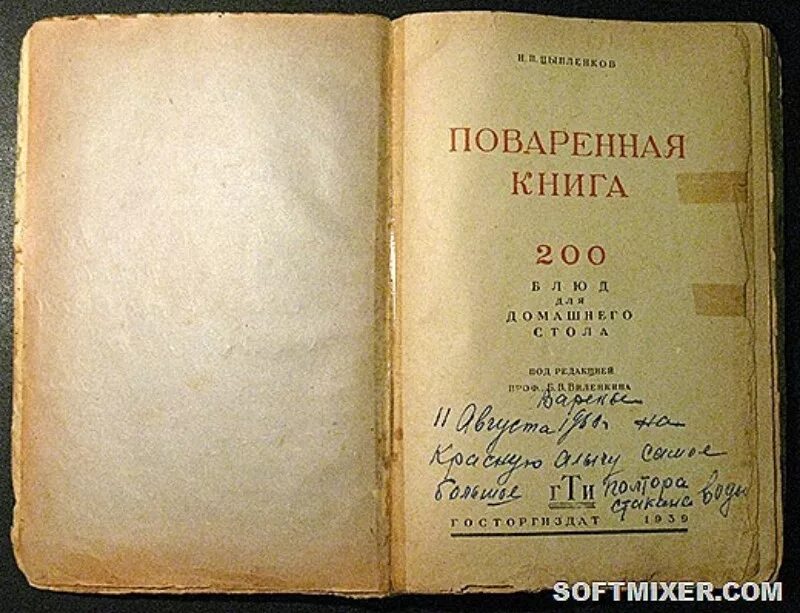 Н.П. ЦЫПЛЕНКОВ
ПОВАРЕННАЯ
КНИГА
200
БЛЮД
ДЛЯ
ДОМАШНЕГО
СТОЛА
ПОД РЕДАКЦИЕЙ
ПРОФ. Б.В. ВИЛЕНКИНА
Варенье
11 Августа на
Красную алычу самое
большое ГТИ полтора
стакана воды
ГОСТОРГИЗДАТ 1939
SOFTMIXER.COM